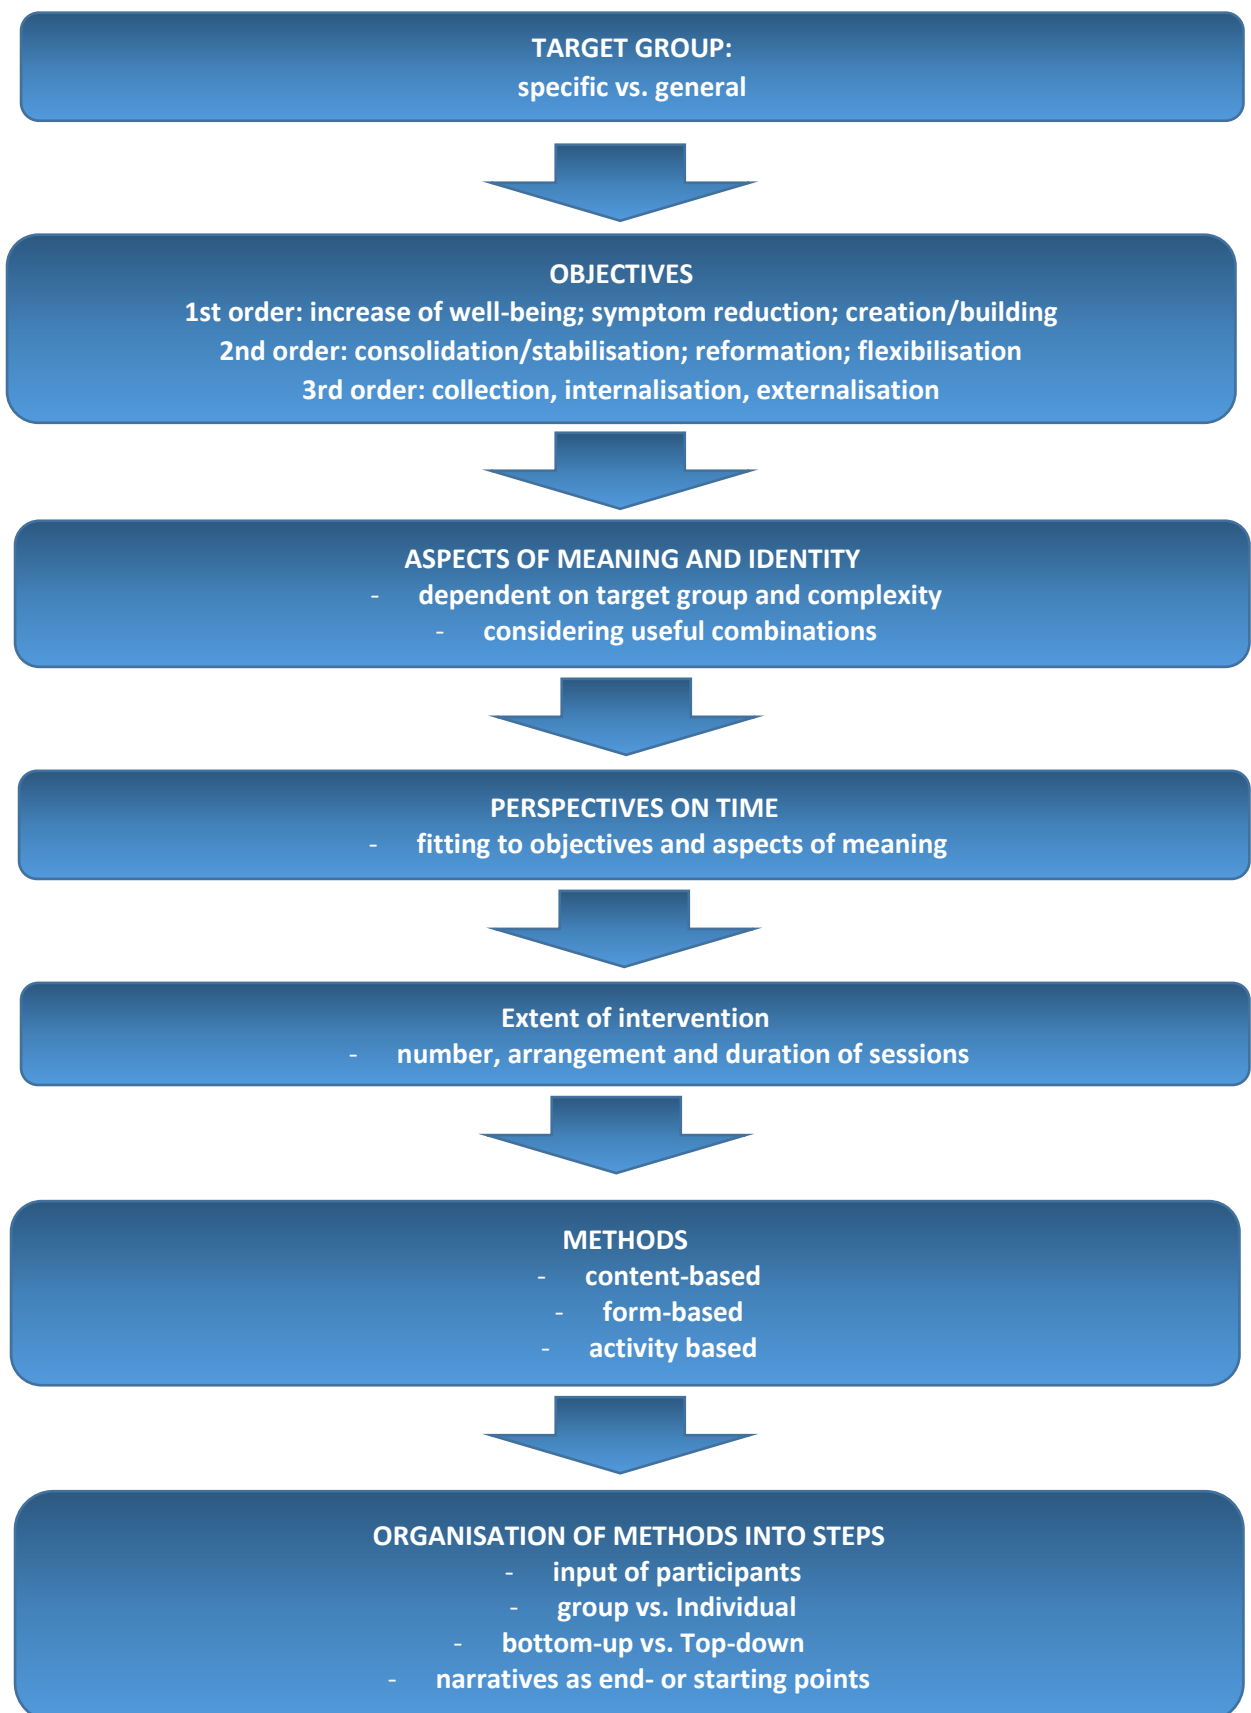 TARGET GROUP:
specific vs. general
OBJECTIVES
1st order: increase of well-being; symptom reduction; creation/building
2nd order: consolidation/stabilisation; reformation; flexibilisation
3rd order: collection, internalisation, externalisation
ASPECTS OF MEANING AND IDENTITY
- dependent on target group and complexity
- considering useful combinations
PERSPECTIVES ON TIME
- fitting to objectives and aspects of meaning
Extent of intervention
- number, arrangement and duration of sessions
METHODS
- content-based
- form-based
- activity based
ORGANISATION OF METHODS INTO STEPS
- input of participants
- group vs. Individual
- bottom-up vs. Top-down
- narratives as end- or starting points